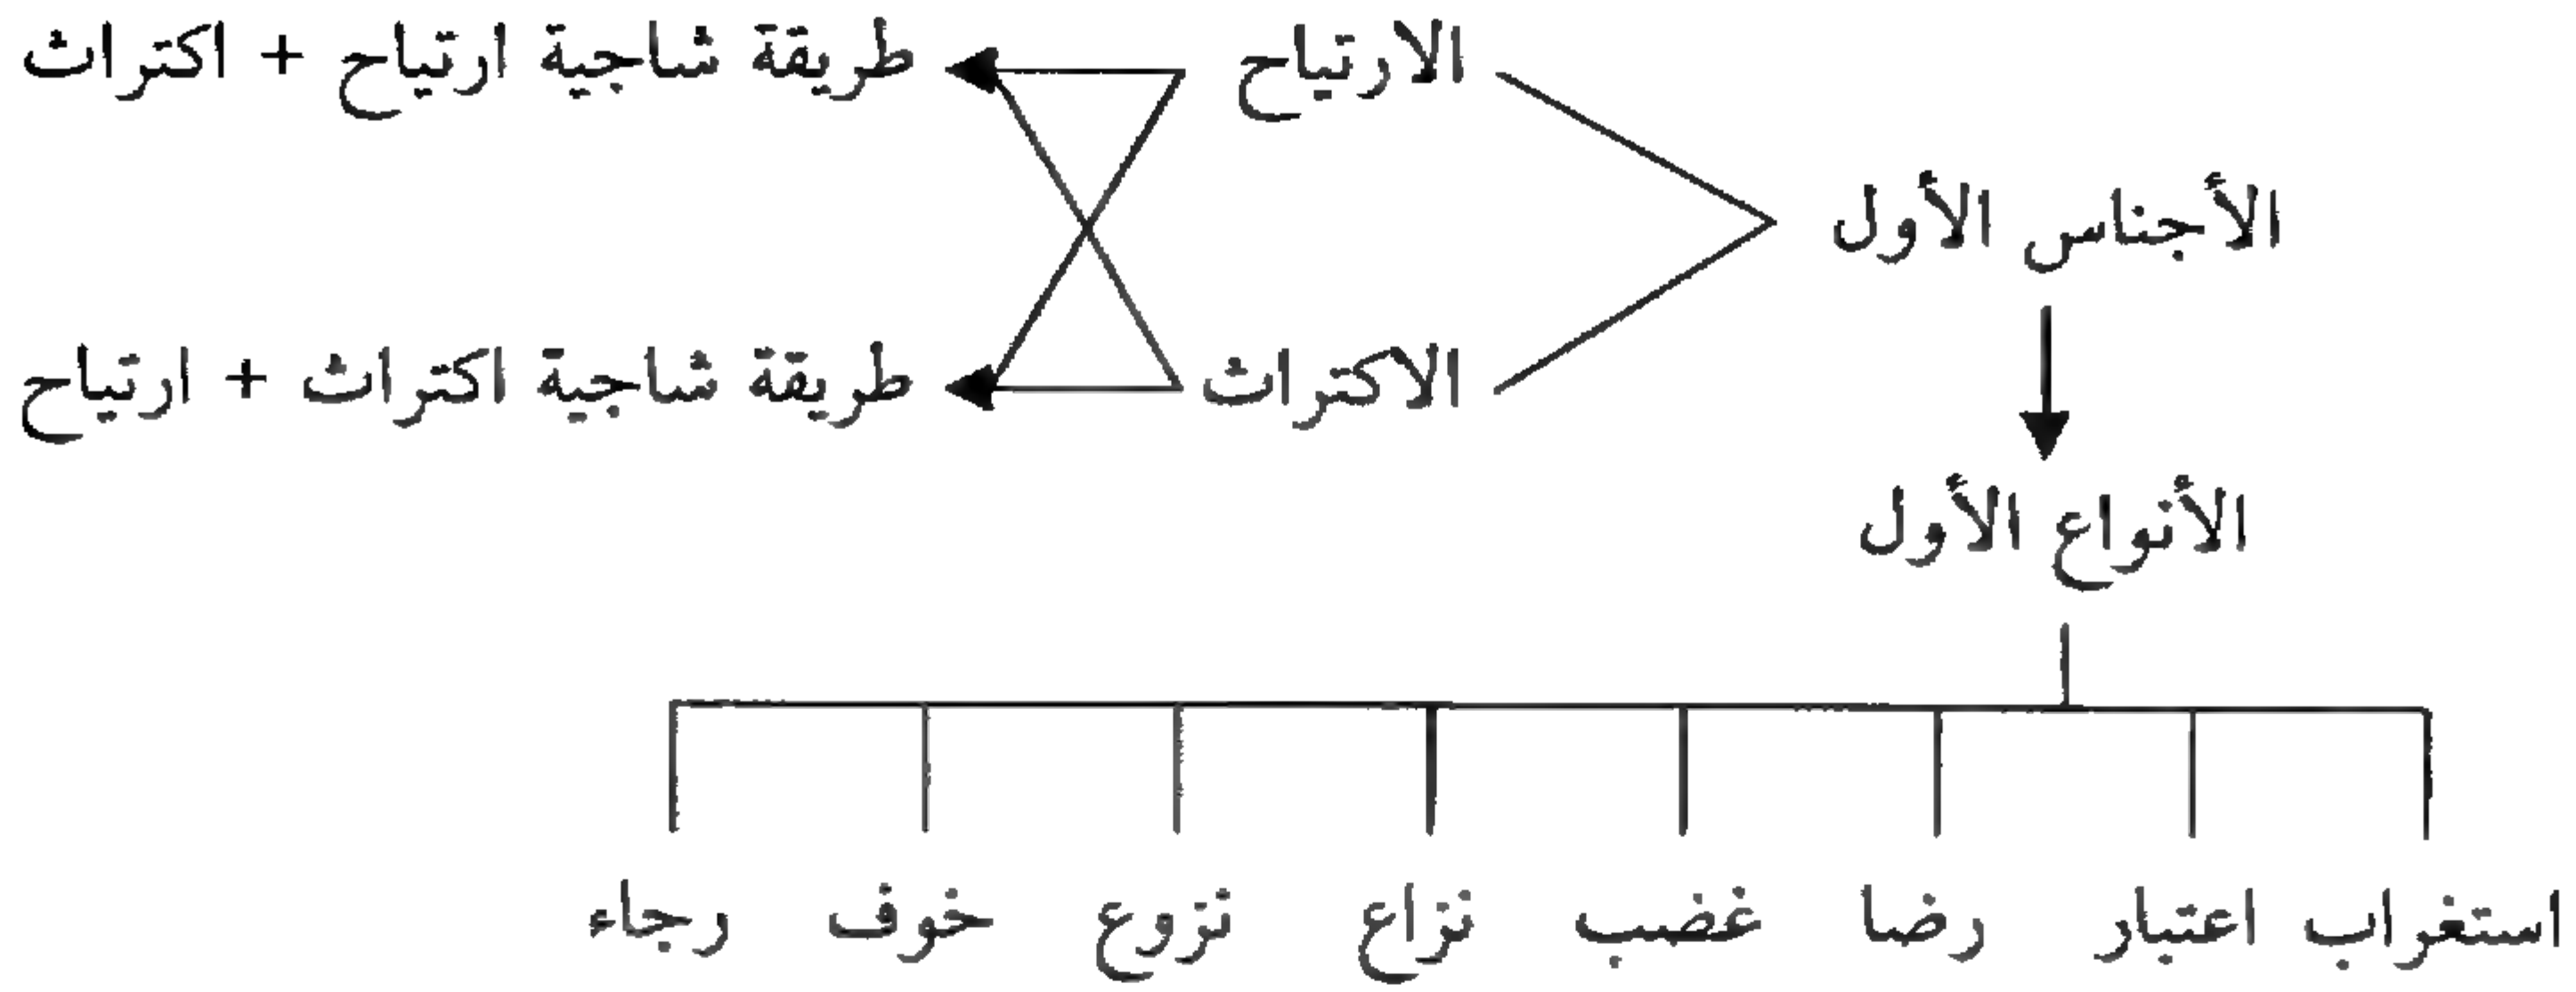 الارتياح طريقة شاجية ارتياح + اكتراث
الأجناس الأول
الاكتراث طريقة شاجية اكتراث + ارتياح
الأنواع الأول
استغراب اعتبار رضا غضب نزاع نزوع خوف رجاء